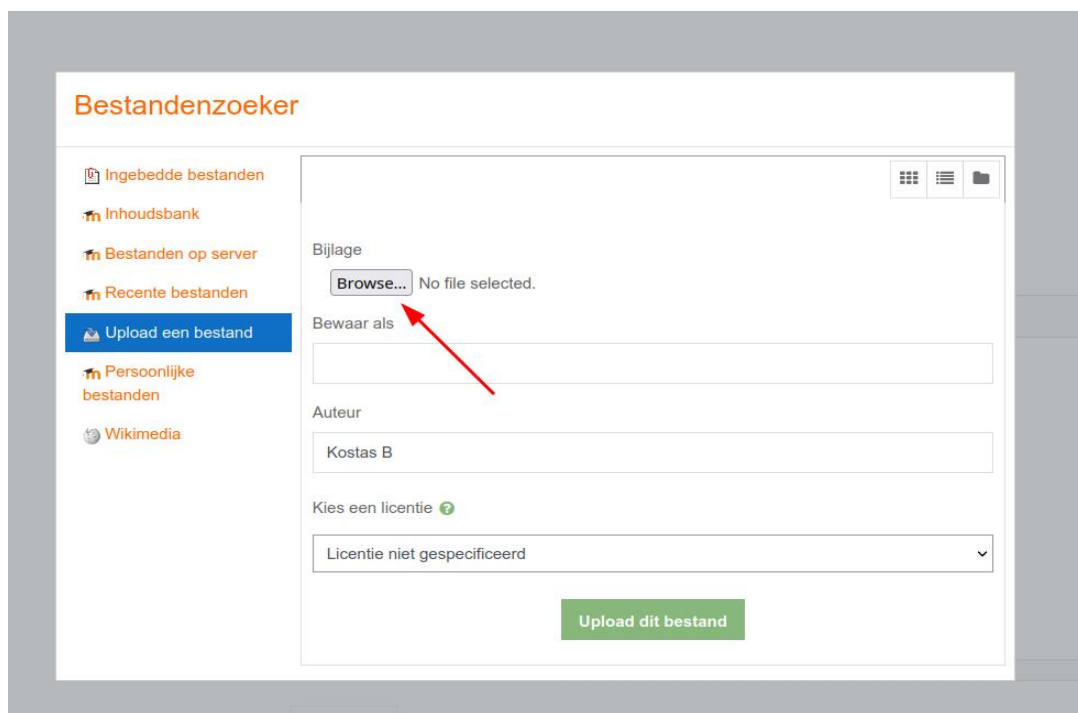 Bestandenzoeker
Ingebedde bestanden
Inhoudsbank
Bestanden op server
Recente bestanden
Upload een bestand
Persoonlijke
bestanden
Wikimedia
Bijlage
Browse... No file selected.
Bewaar als
Auteur
Kostas B
Kies een licentie
Licentie niet gespecificeerd
Upload dit bestand